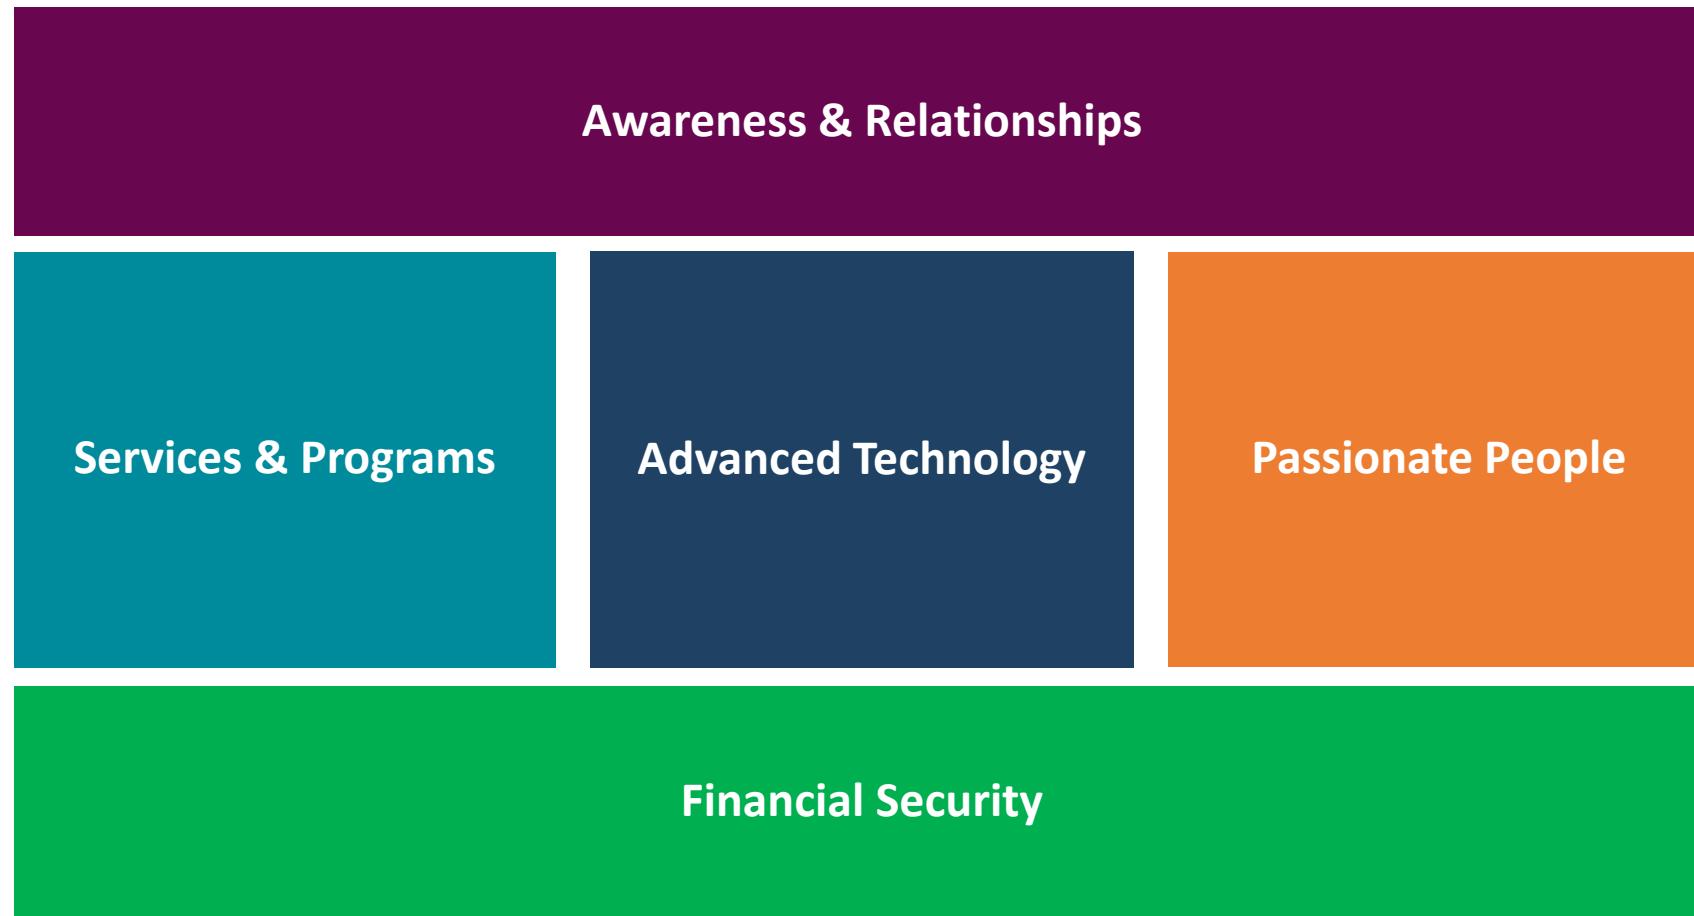 Awareness & Relationships
Services & Programs
Advanced Technology
Passionate People
Financial Security